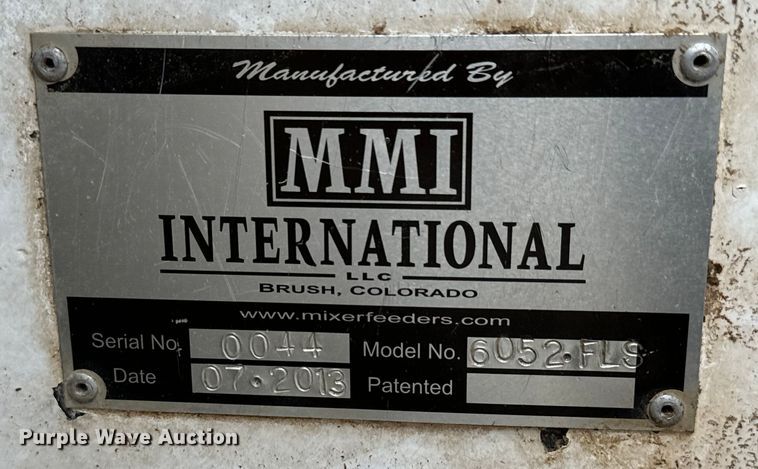 Manufactured By
MMI
INTERNATIONAL
LLC
BRUSH, COLORADO
www.mixerfeeders.com
Serial No. 0044 Model No. 6052.FLS
Date 07.2013 Patented
Purple Wave Auction